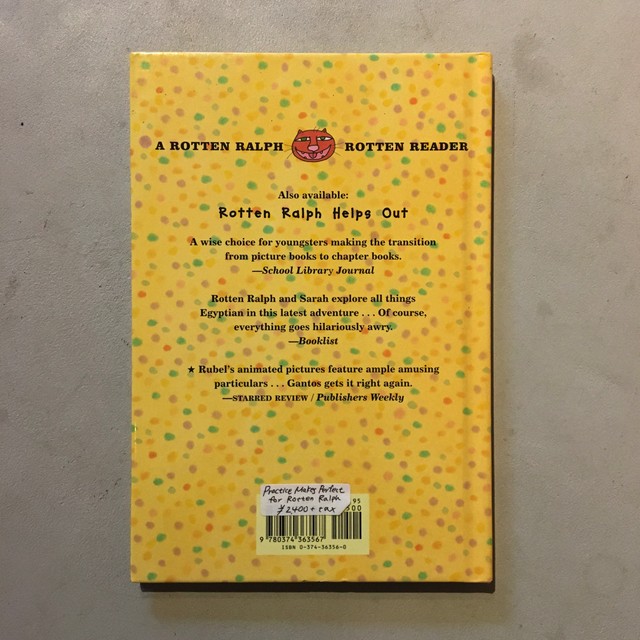 A ROTTEN RALPH ROTTEN READER
Also available:
Rotten Ralph Helps Out
A wise choice for youngsters making the transition
from picture books to chapter books.
—School Library Journal
Rotten Ralph and Sarah explore all things
Egyptian in this latest adventure . . . Of course,
everything goes hilariously awry.
—Booklist
★ Rubel's animated pictures feature ample amusing
particulars . . . Gantos gets it right again.
—STARRED REVIEW / Publishers Weekly
Practice Makes Perfect
for Rotten Ralph
¥2400+tax
95
500
9 780374 363567
ISBN 0-374-36356-0